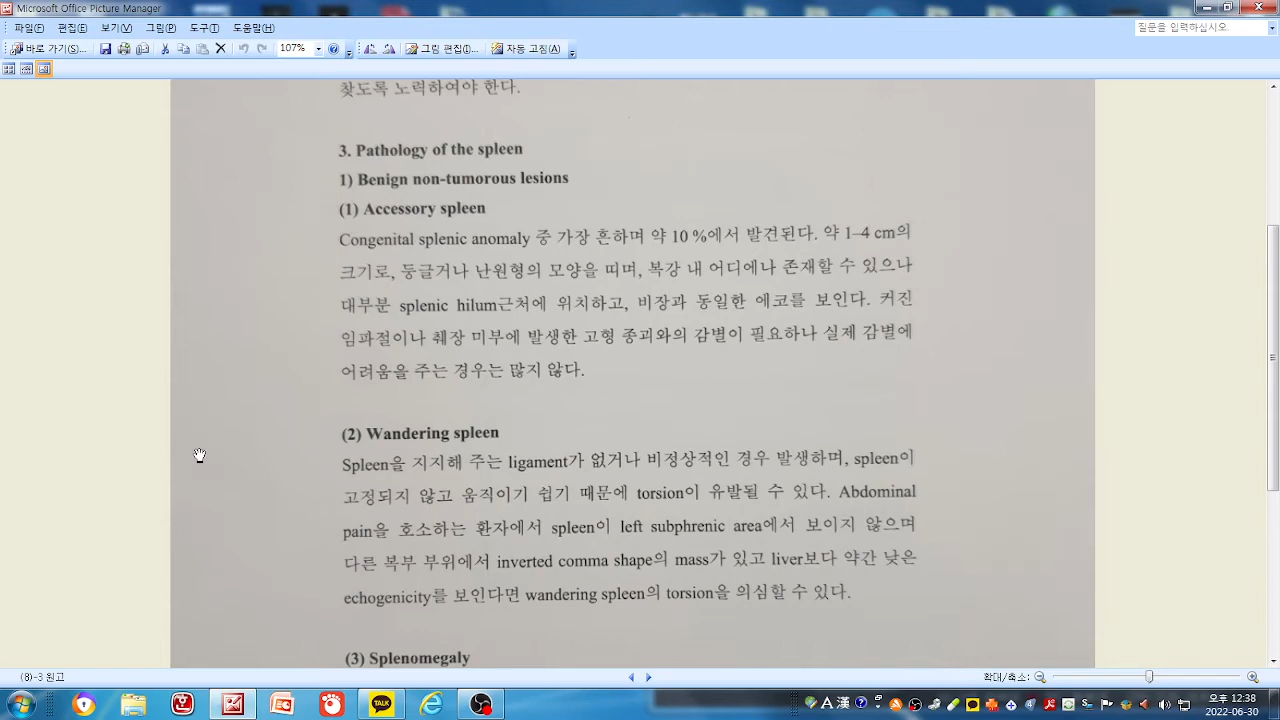 Microsoft Office Picture Manager
파일(F) 편집(E) 보기(V) 그림(P) 도구(T) 도움말(H)
질문을 입력하십시오.
바로 가기(S)... 107% 그림 편집(I)... 자동 고침(A)
찾도록 노력하여야 한다.
3. Pathology of the spleen
1) Benign non-tumorous lesions
(1) Accessory spleen
Congenital splenic anomaly 중 가장 흔하며 약 10 %에서 발견된다. 약 1–4 cm의
크기로, 둥글거나 난원형의 모양을 띠며, 복강 내 어디에나 존재할 수 있으나
대부분 splenic hilum근처에 위치하고, 비장과 동일한 에코를 보인다. 커진
임파절이나 췌장 미부에 발생한 고형 종괴와의 감별이 필요하나 실제 감별에
어려움을 주는 경우는 많지 않다.
(2) Wandering spleen
Spleen을 지지해 주는 ligament가 없거나 비정상적인 경우 발생하며, spleen이
고정되지 않고 움직이기 쉽기 때문에 torsion이 유발될 수 있다. Abdominal
pain을 호소하는 환자에서 spleen이 left subphrenic area에서 보이지 않으며
다른 복부 부위에서 inverted comma shape의 mass가 있고 liver보다 약간 낮은
echogenicity를 보인다면 wandering spleen의 torsion을 의심할 수 있다.
(3) Splenomegaly
(8)-3 원고
확대/축소:
TALK
A 漢
오후 12:38
2022-06-30